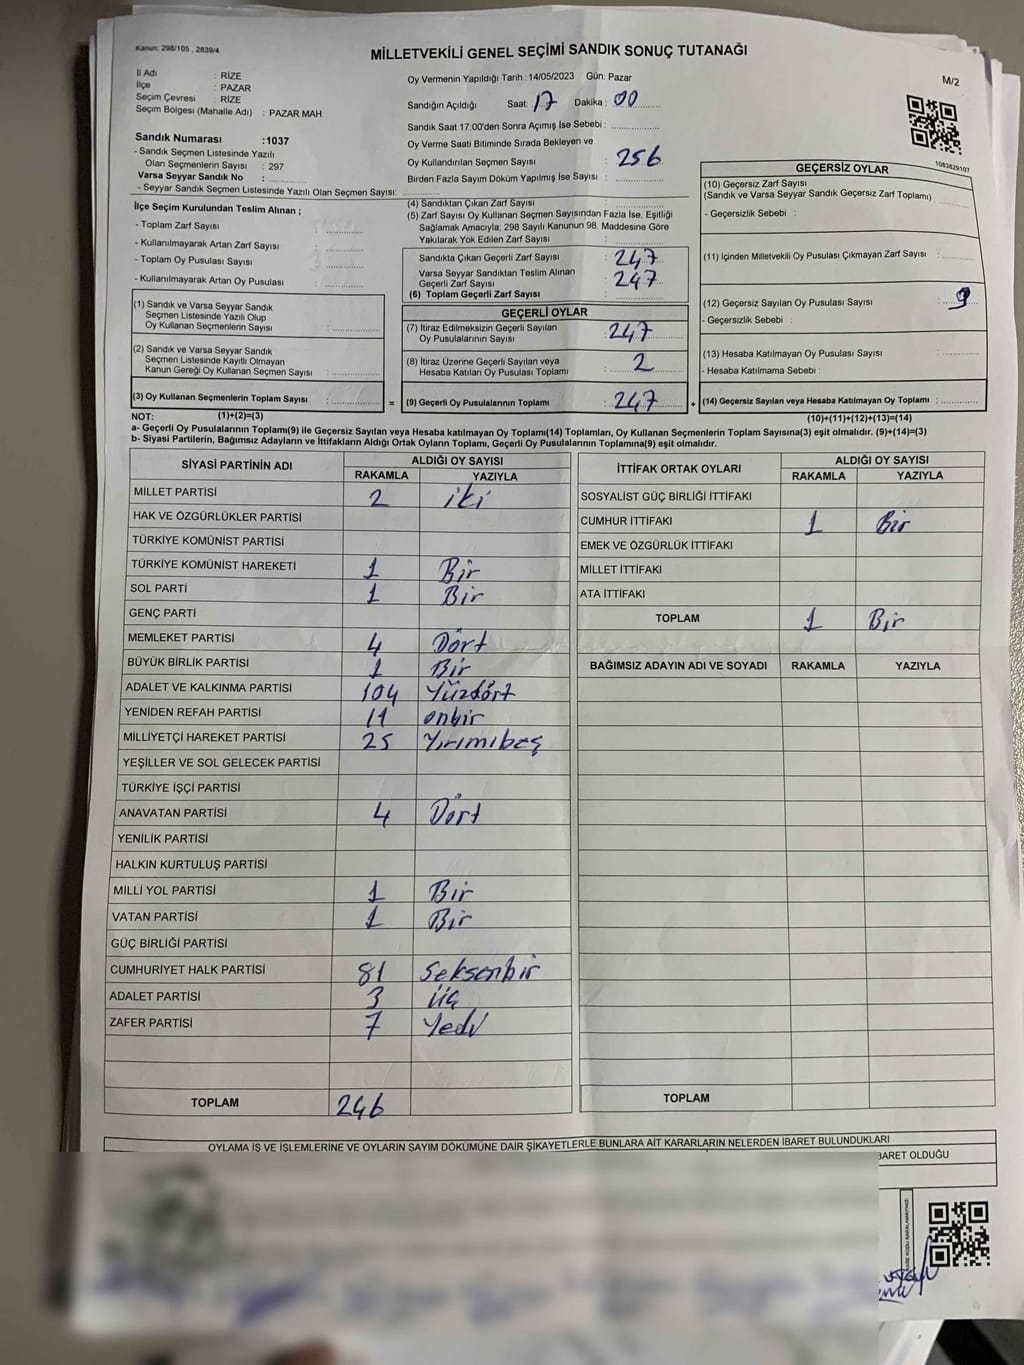 Kanun: 298/105 , 2839/4
MİLLETVEKİLİ GENEL SEÇİMİ SANDIK SONUÇ TUTANAĞI
M/2
İl Adı : RİZE
İlçe : PAZAR
Seçim Çevresi : RİZE
Seçim Bölgesi (Mahalle Adı) : PAZAR MAH.
Sandık Numarası :1037
- Sandık Seçmen Listesinde Yazılı
Olan Seçmenlerin Sayısı : 297
Varsa Seyyar Sandık No :
- Seyyar Sandık Seçmen Listesinde Yazılı Olan Seçmen Sayısı:
Oy Vermenin Yapıldığı Tarih :14/05/2023 Gün: Pazar
Sandığın Açıldığı Saat: 17 Dakika : 00
Sandık Saat 17:00'den Sonra Açımış İse Sebebi :
Oy Verme Saati Bitiminde Sırada Bekleyen ve
Oy Kullandırılan Seçmen Sayısı : 256
Birden Fazla Sayım Döküm Yapılmış İse Sayısı :
1083829107
İlçe Seçim Kurulundan Teslim Alınan ;
- Toplam Zarf Sayısı :
- Kullanılmayarak Artan Zarf Sayısı :
- Toplam Oy Pusulası Sayısı :
- Kullanılmayarak Artan Oy Pusulası :
(1) Sandık ve Varsa Seyyar Sandık
Seçmen Listesinde Yazılı Olup
Oy Kullanan Seçmenlerin Sayısı :
(2) Sandık ve Varsa Seyyar Sandık
Seçmen Listesinde Kayıtlı Olmayan
Kanun Gereği Oy Kullanan Seçmen Sayısı :
(3) Oy Kullanan Seçmenlerin Toplam Sayısı : =
(4) Sandıktan Çıkan Zarf Sayısı :
(5) Zarf Sayısı Oy Kullanan Seçmen Sayısından Fazla İse, Eşitliği
Sağlamak Amacıyla; 298 Sayılı Kanunun 98. Maddesine Göre
Yakılarak Yok Edilen Zarf Sayısı :
Sandıkta Çıkan Geçerli Zarf Sayısı : 247
Varsa Seyyar Sandıktan Teslim Alınan
Geçerli Zarf Sayısı : 247
(6) Toplam Geçerli Zarf Sayısı :
GEÇERLİ OYLAR
(7) İtiraz Edilmeksizin Geçerli Sayılan
Oy Pusulalarının Sayısı : 247
(8) İtiraz Üzerine Geçerli Sayılan veya
Hesaba Katılan Oy Pusulası Toplamı : 2
(9) Geçerli Oy Pusulalarının Toplamı : 247 +
GEÇERSİZ OYLAR
(10) Geçersiz Zarf Sayısı
(Sandık ve Varsa Seyyar Sandık Geçersiz Zarf Toplamı) :
- Geçersizlik Sebebi :
(11) İçinden Milletvekili Oy Pusulası Çıkmayan Zarf Sayısı :
(12) Geçersiz Sayılan Oy Pusulası Sayısı : 9
- Geçersizlik Sebebi :
(13) Hesaba Katılmayan Oy Pusulası Sayısı :
- Hesaba Katılmama Sebebi :
(14) Geçersiz Sayılan veya Hesaba Katılmayan Oy Toplamı :
NOT: (1)+(2)=(3) (10)+(11)+(12)+(13)=(14)
a- Geçerli Oy Pusulalarının Toplamı(9) ile Geçersiz Sayılan veya Hesaba katılmayan Oy Toplamı(14) Toplamları, Oy Kullanan Seçmenlerin Toplam Sayısına(3) eşit olmalıdır. (9)+(14)=(3)
b- Siyasi Partilerin, Bağımsız Adayların ve İttifakların Aldığı Ortak Oyların Toplamı, Geçerli Oy Pusulalarının Toplamına(9) eşit olmalıdır.
SİYASİ PARTİNİN ADI ALDIĞI OY SAYISI
RAKAMLA YAZIYLA
MİLLET PARTİSİ 2 iki
HAK VE ÖZGÜRLÜKLER PARTİSİ
TÜRKİYE KOMÜNİST PARTİSİ
TÜRKİYE KOMÜNİST HAREKETİ 1 Bir
SOL PARTİ 1 Bir
GENÇ PARTİ
MEMLEKET PARTİSİ 4 Dört
BÜYÜK BİRLİK PARTİSİ 1 Bir
ADALET VE KALKINMA PARTİSİ 104 Yüzdört
YENİDEN REFAH PARTİSİ 11 onbir
MİLLİYETÇİ HAREKET PARTİSİ 25 Yirimibeş
YEŞİLLER VE SOL GELECEK PARTİSİ
TÜRKİYE İŞÇİ PARTİSİ
ANAVATAN PARTİSİ 4 Dört
YENİLİK PARTİSİ
HALKIN KURTULUŞ PARTİSİ
MİLLİ YOL PARTİSİ 1 Bir
VATAN PARTİSİ 1 Bir
GÜÇ BİRLİĞİ PARTİSİ
CUMHURİYET HALK PARTİSİ 81 Seksenbir
ADALET PARTİSİ 3 üç
ZAFER PARTİSİ 7 Yedi
TOPLAM 246
İTTİFAK ORTAK OYLARI ALDIĞI OY SAYISI
RAKAMLA YAZIYLA
SOSYALİST GÜÇ BİRLİĞİ İTTİFAKI
CUMHUR İTTİFAKI 1 Bir
EMEK VE ÖZGÜRLÜK İTTİFAKI
MİLLET İTTİFAKI
ATA İTTİFAKI
TOPLAM 1 Bir
BAĞIMSIZ ADAYIN ADI VE SOYADI RAKAMLA YAZIYLA
TOPLAM
OYLAMA İŞ VE İŞLEMLERİNE VE OYLARIN SAYIM DÖKÜMÜNE DAİR ŞİKAYETLERLE BUNLARA AİT KARARLARIN NELERDEN İBARET BULUNDUKLARI
BARET OLDUĞU